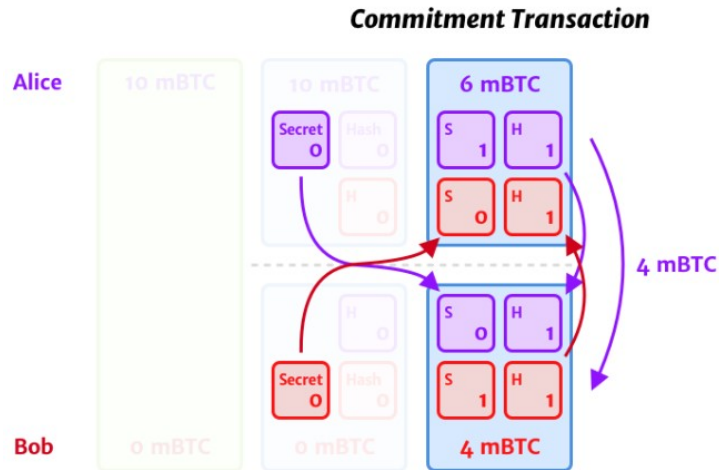 Commitment Transaction
Alice
10 mBTC
10 mBTC
6 mBTC
Secret
0
Hash
0
S
1
H
1
H
0
S
0
H
1
4 mBTC
H
0
S
0
H
1
Secret
0
Hash
0
S
1
H
1
Bob
0 mBTC
0 mBTC
4 mBTC